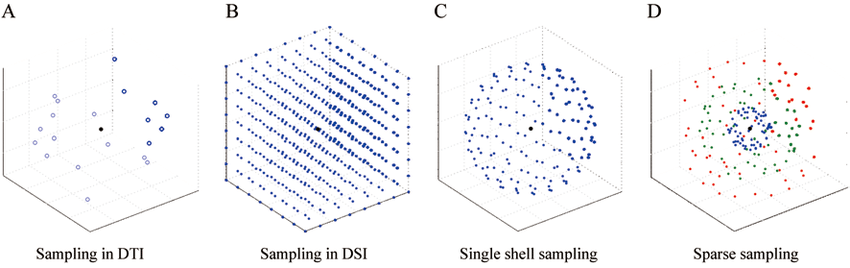 A
B
C
D
Sampling in DTI
Sampling in DSI
Single shell sampling
Sparse sampling